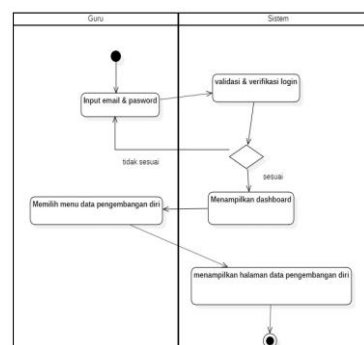 Guru
Sistem
validasi & verifikasi login
Input email & pasword
tidak sesuai
sesuai
Menampilkan dashboard
Memilih menu data pengembangan diri
menampilkan halaman data pengembangan diri